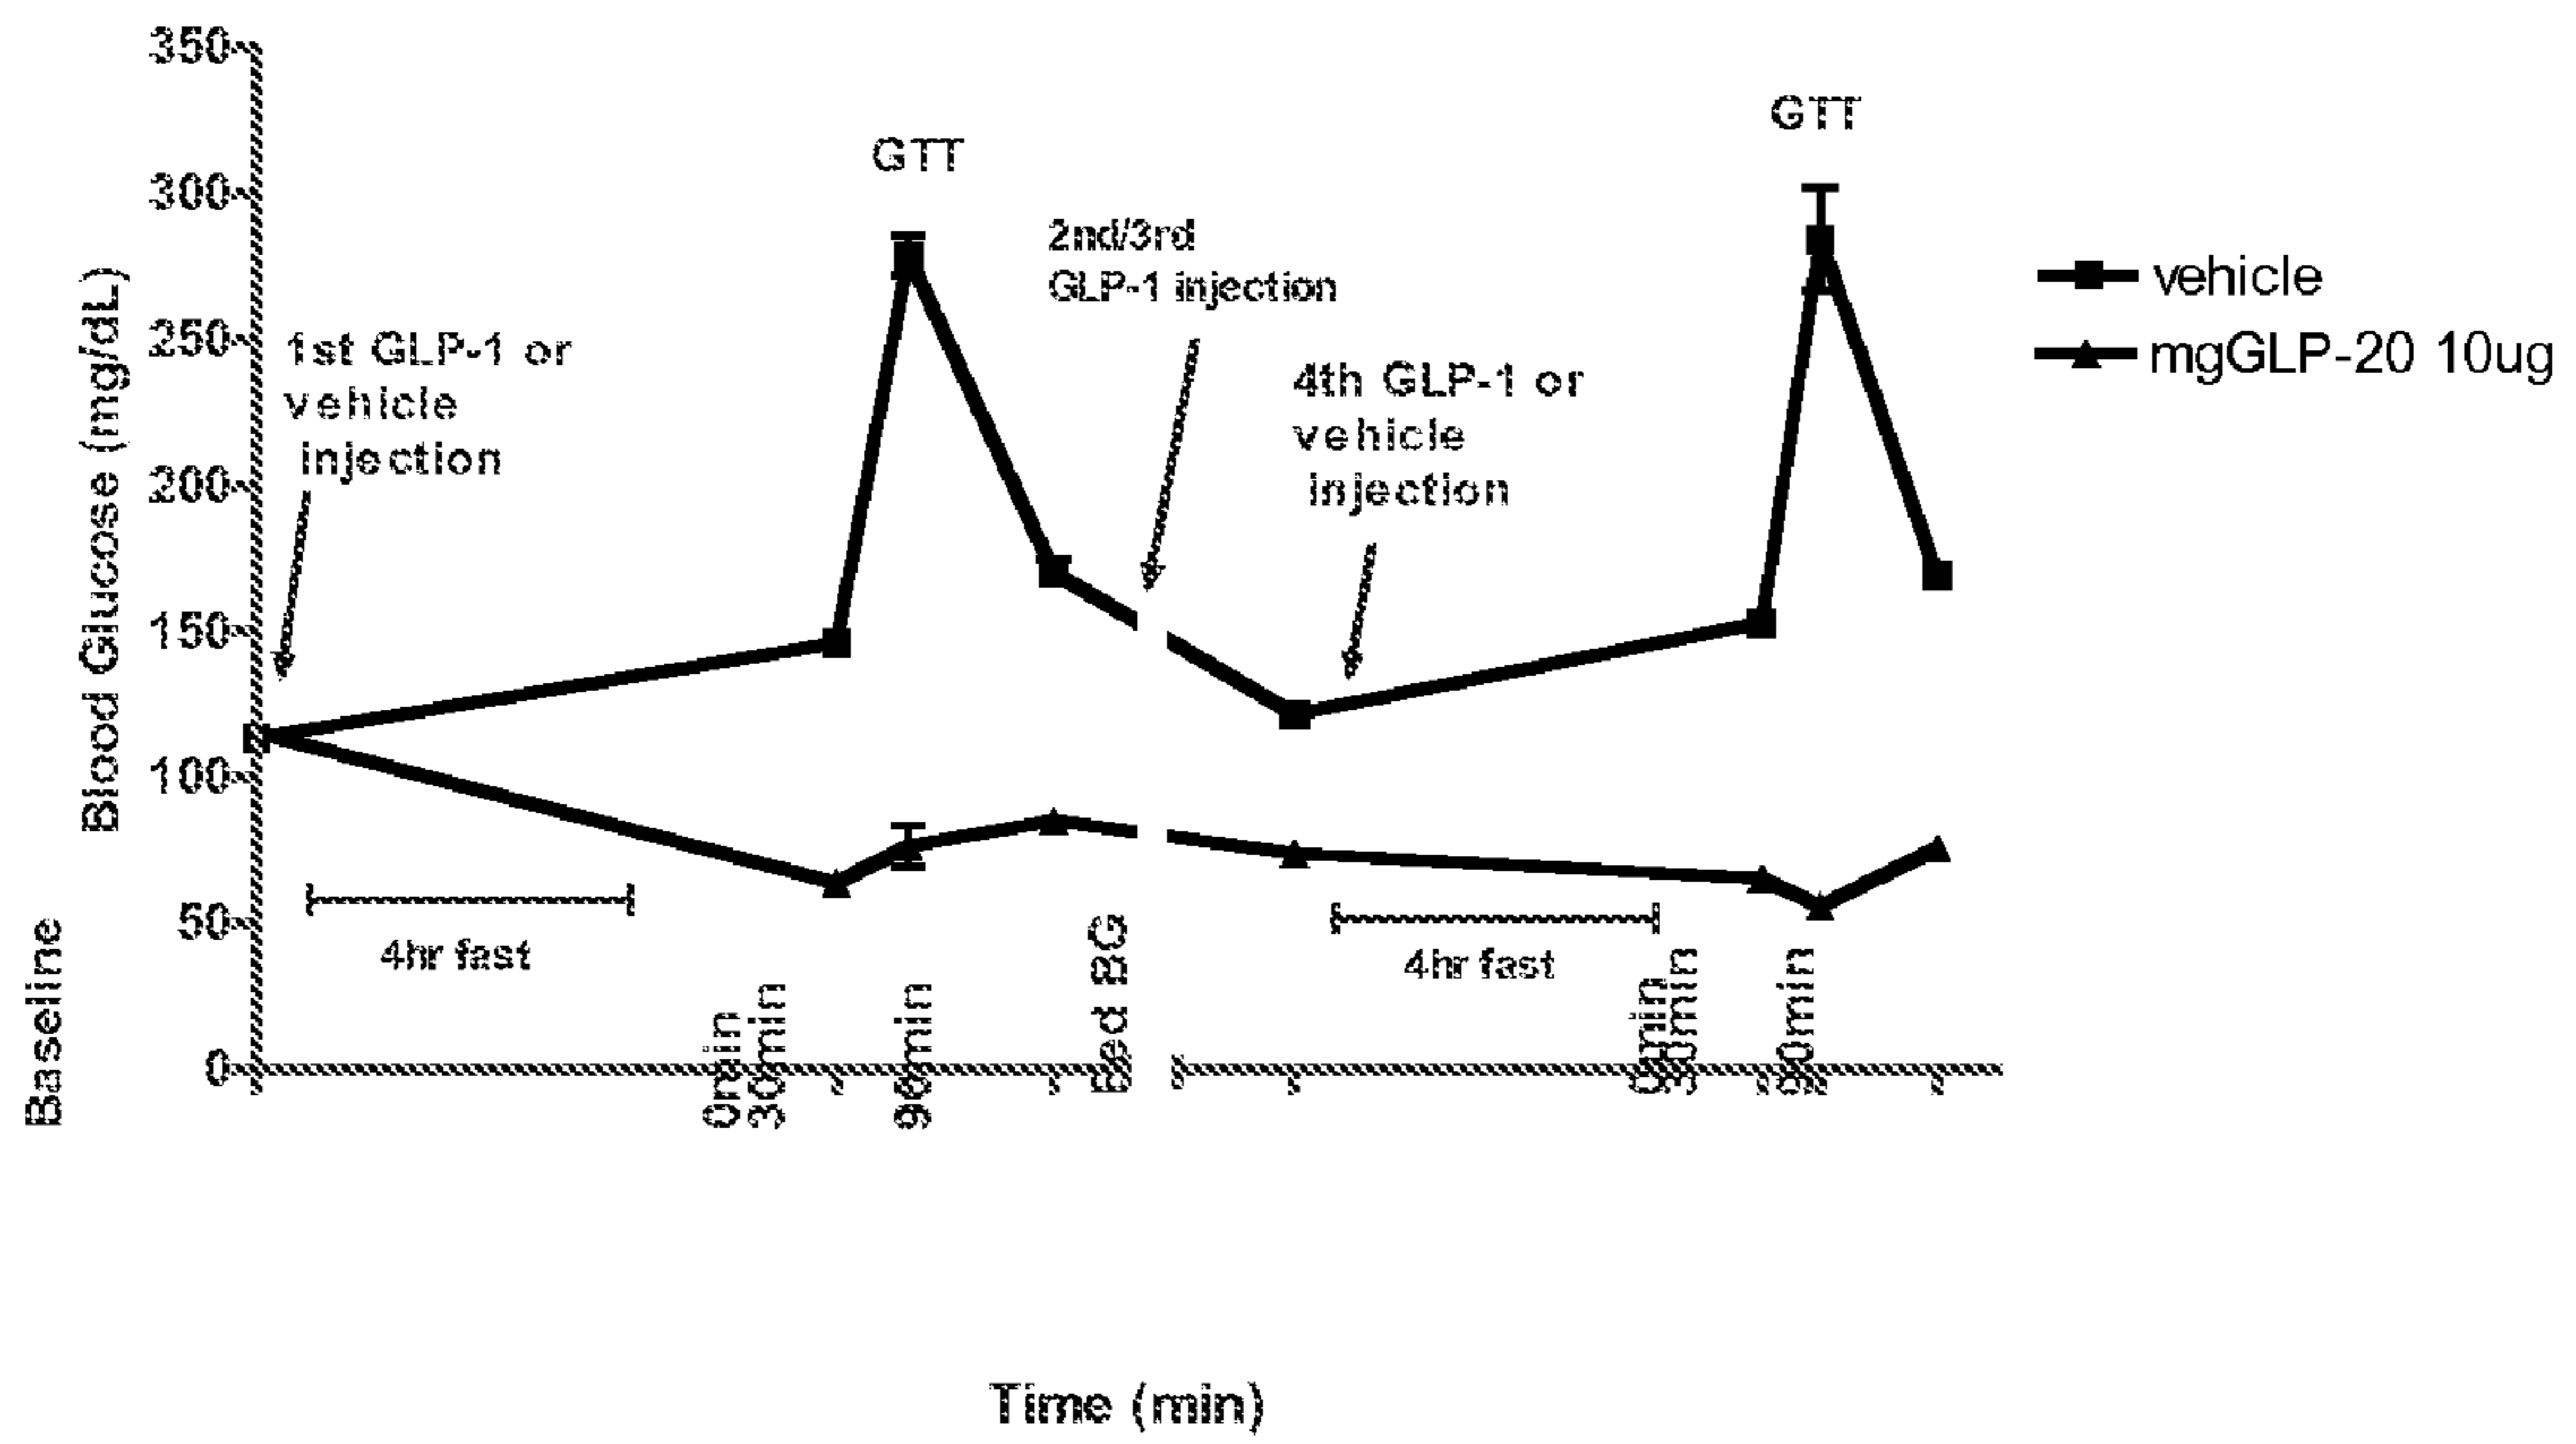 350
300
250
200
150
100
50
0
Blood Glucose (mg/dL)
GTT
GTT
1st GLP-1 or
vehicle
injection
2nd/3rd
GLP-1 injection
4th GLP-1 or
vehicle
injection
vehicle
mgGLP-20 10ug
4hr fast
4hr fast
Baseline
0min
30min
90min
Fed BG
0min
30min
90min
Time (min)